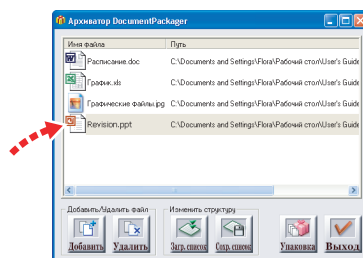 Архиватор DocumentPackager
Имя файла Путь
Расписание.doc C:\Documents and Settings\Flora\Рабочий стол\User's Guide
График.xls C:\Documents and Settings\Flora\Рабочий стол\User's Guide
Графические файлы.jpg C:\Documents and Settings\Flora\Рабочий стол\User's Guide
Revision.ppt C:\Documents and Settings\Flora\Рабочий стол\User's Guide
Добавить/Удалить файл Изменить структуру
Добавить Удалить Загр. список Сохр. список Упаковка Выход